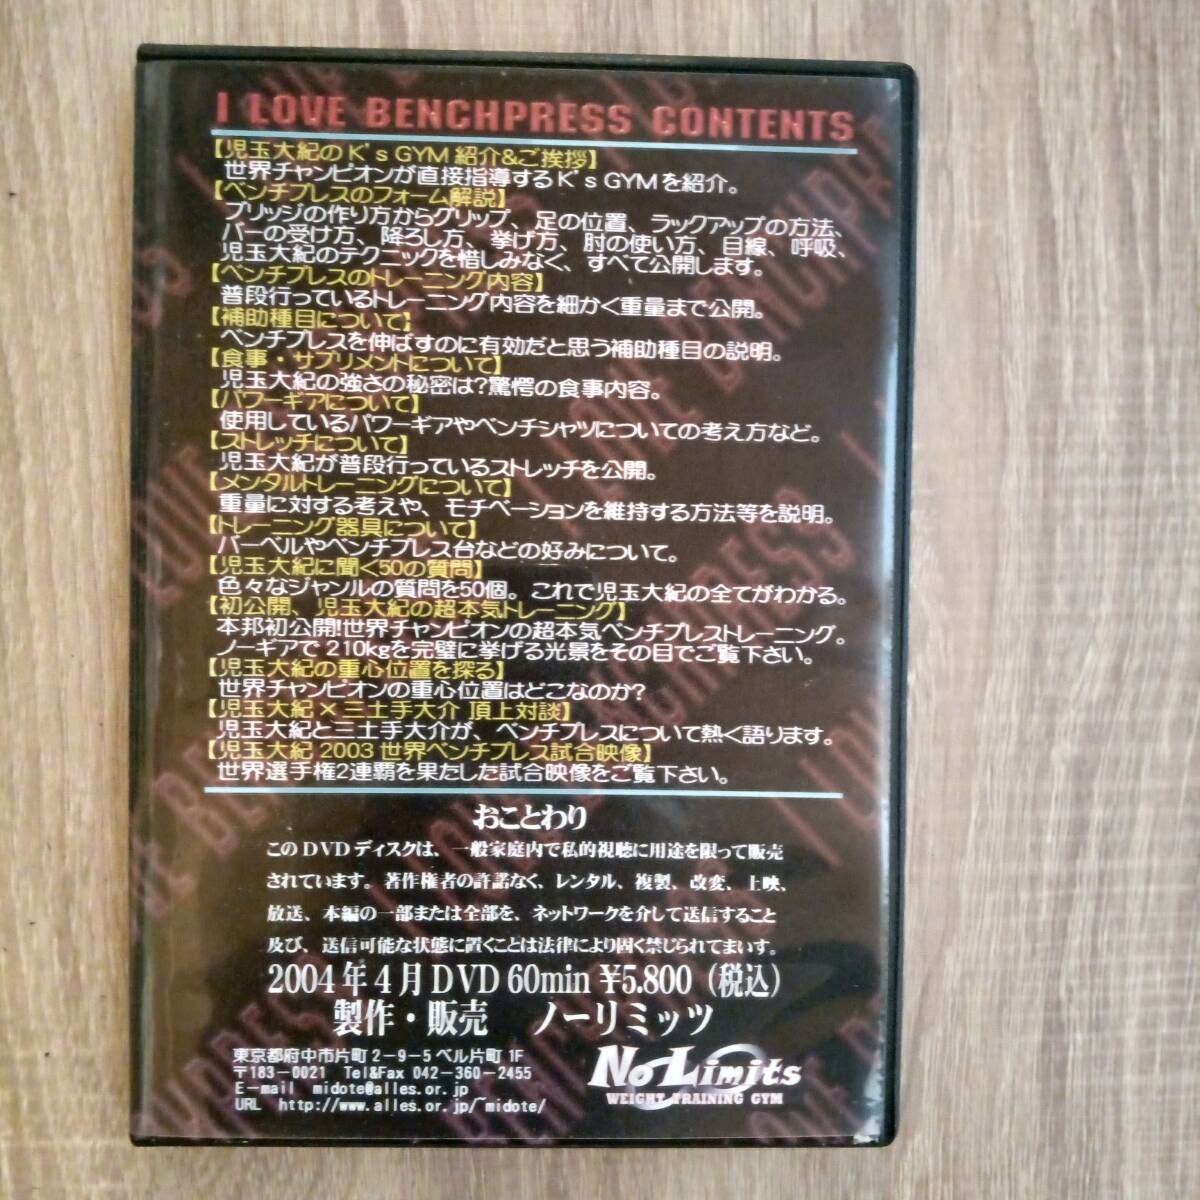 I LOVE BENCHPRESS CONTENTS
【児玉大紀のK's GYM 紹介&ご挨拶】
世界チャンピオンが直接指導するK's GYMを紹介。
【ベンチプレスのフォーム解説】
ブリッジの作り方からグリップ、足の位置、ラックアップの方法、
バーの受け方、降ろし方、挙げ方、肘の使い方、目線、呼吸、
児玉大紀のテクニックを惜しみなく、すべて公開します。
【ベンチプレスのトレーニング内容】
普段行っているトレーニング内容を細かく重量まで公開。
【補助種目について】
ベンチプレスを伸ばすのに有効だと思う補助種目の説明。
【食事・サプリメントについて】
児玉大紀の強さの秘密は?驚愕の食事内容。
【パワーギアについて】
使用しているパワーギアやベンチシャツについての考え方など。
【ストレッチについて】
児玉大紀が普段行っているストレッチを公開。
【メンタルトレーニングについて】
重量に対する考えや、モチベーションを維持する方法等を説明。
【トレーニング器具について】
バーベルやベンチプレス台などの好みについて。
【児玉大紀に聞く50の質問】
色々なジャンルの質問を50個。これで児玉大紀の全てがわかる。
【初公開、児玉大紀の超本気トレーニング】
本邦初公開!世界チャンピオンの超本気ベンチプレストレーニング。
ノーギアで210kgを完璧に挙げる光景をその目でご覧下さい。
【児玉大紀の重心位置を探る】
世界チャンピオンの重心位置はどこなのか?
【児玉大紀×三土手大介 頂上対談】
児玉大紀と三土手大介が、ベンチプレスについて熱く語ります。
【児玉大紀 2003 世界ベンチプレス試合映像】
世界選手権2連覇を果たした試合映像をご覧下さい。
おことわり
このDVDディスクは、一般家庭内で私的視聴に用途を限って販売
されています。著作権者の許諾なく、レンタル、複製、改変、上映、
放送、本編の一部または全部を、ネットワークを介して送信すること
及び、送信可能な状態に置くことは法律により固く禁じられてまいす。
2004年4月DVD 60min ¥5.800（税込）
製作・販売 ノーリミッツ
東京都府中市片町2-9-5ベル片町1F
〒183-0021 Tel&Fax 042-360-2455
E-mail midote@alles.or.jp
URL http://www.alles.or.jp/~midote/
No Limits
WEIGHT TRAINING GYM